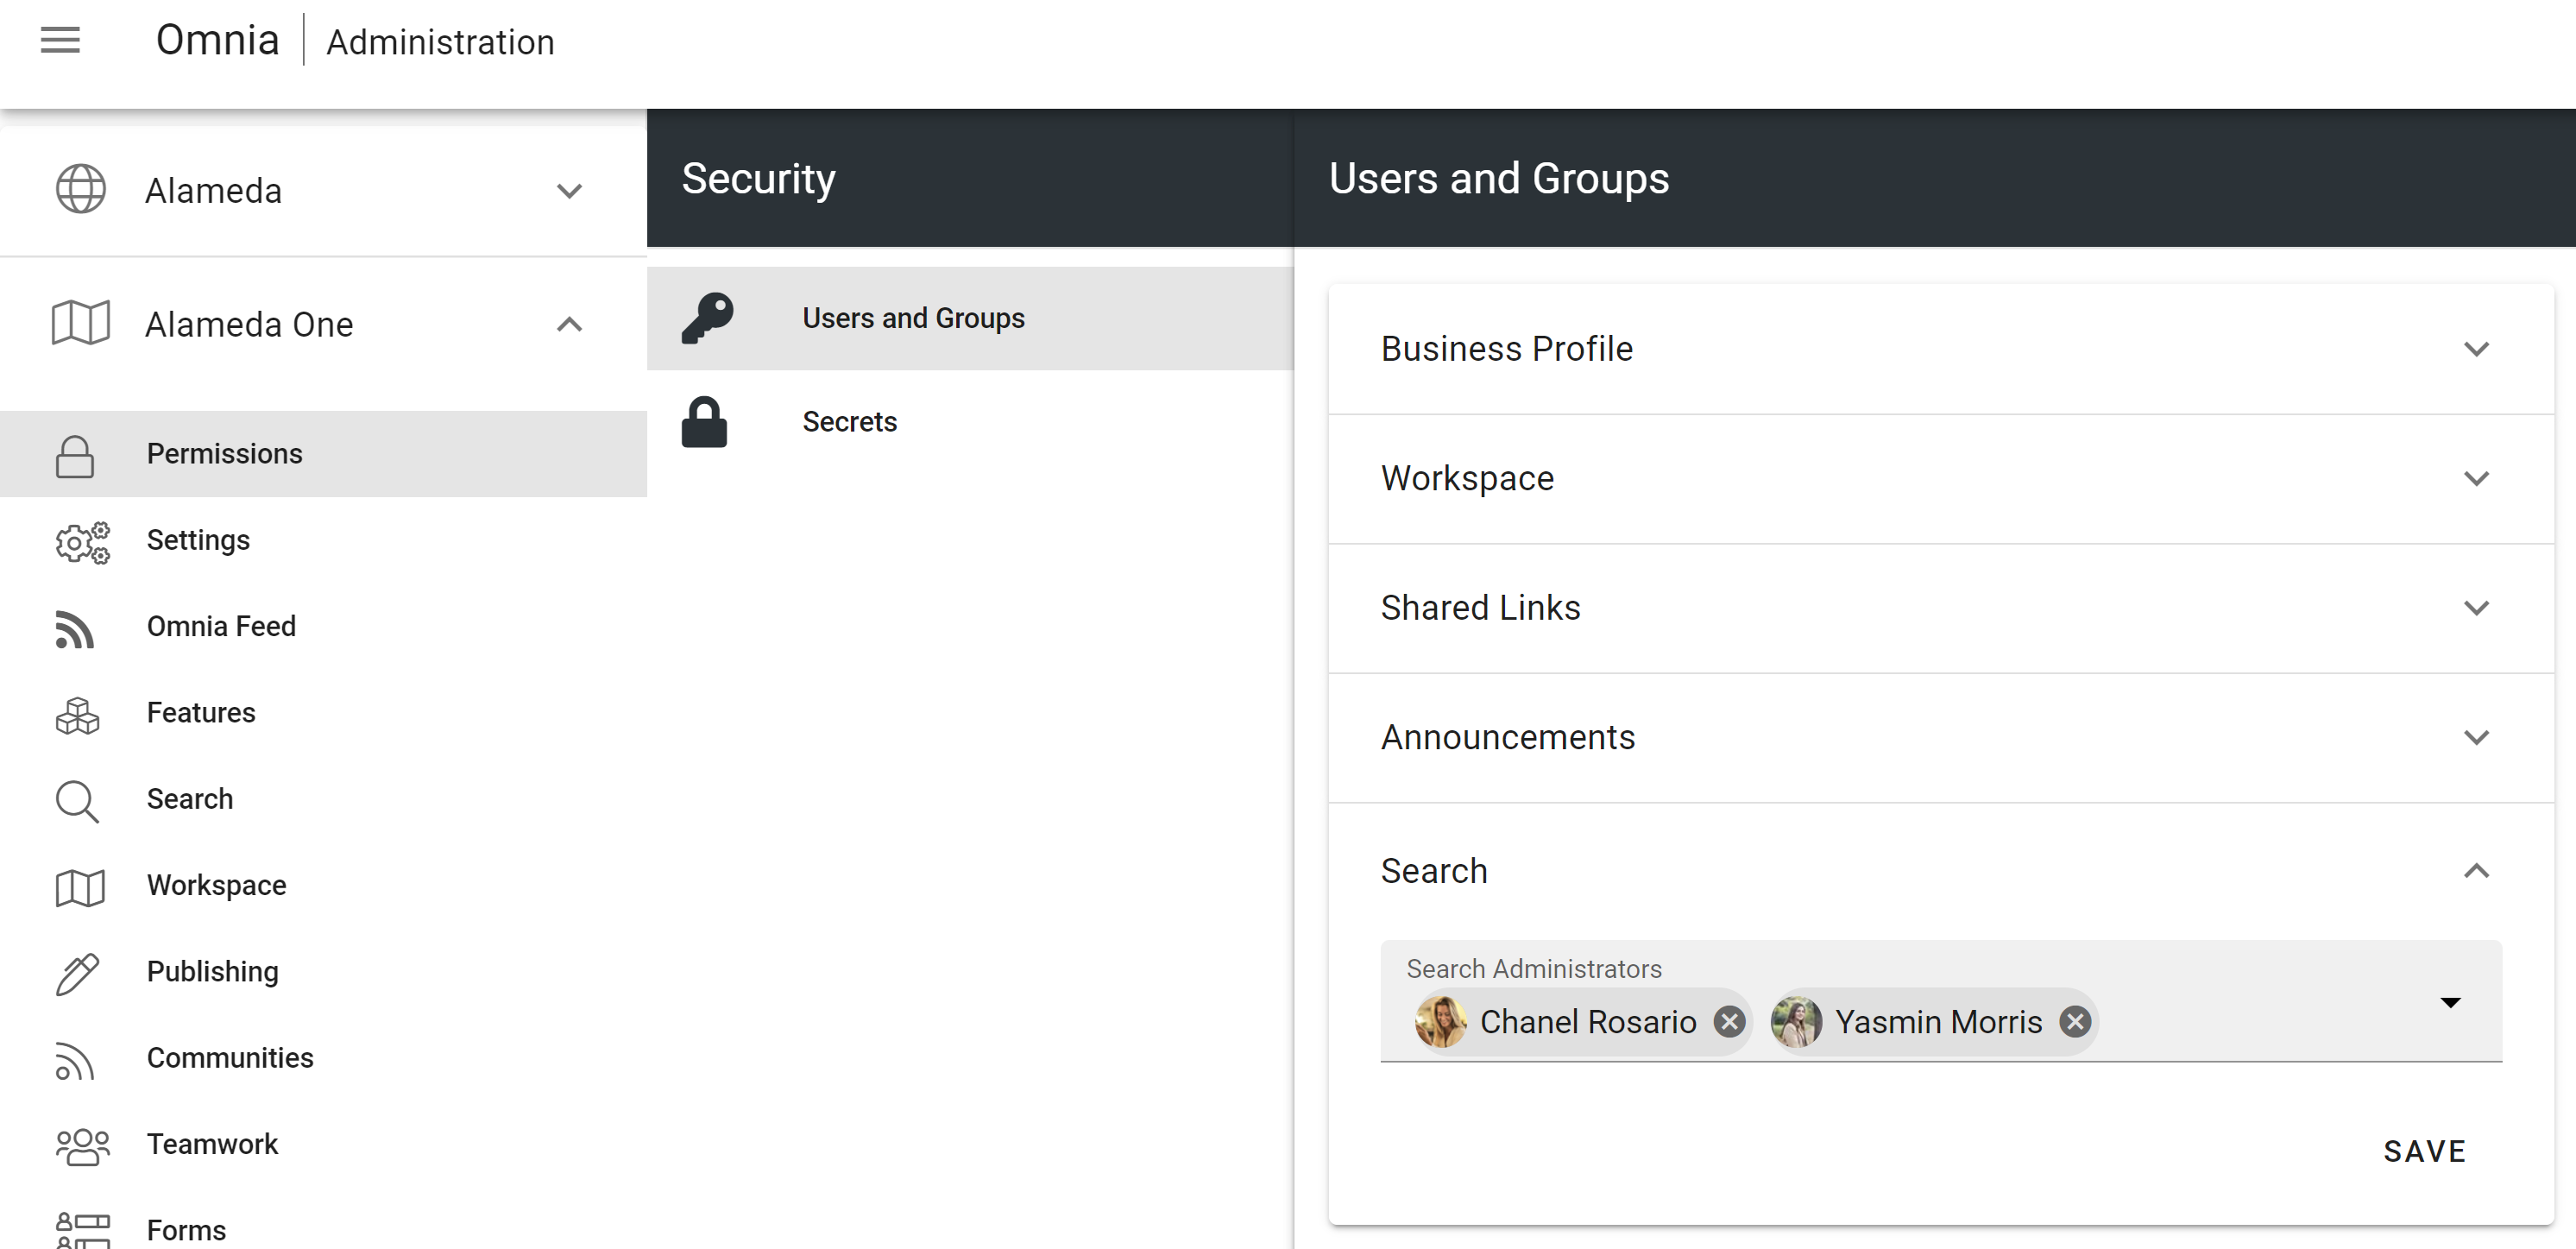 Omnia | Administration
Alameda
Alameda One
Permissions
Settings
Omnia Feed
Features
Search
Workspace
Publishing
Communities
Teamwork
Forms
Security
Users and Groups
Secrets
Users and Groups
Business Profile
Workspace
Shared Links
Announcements
Search
Search Administrators
Chanel Rosario Yasmin Morris
SAVE